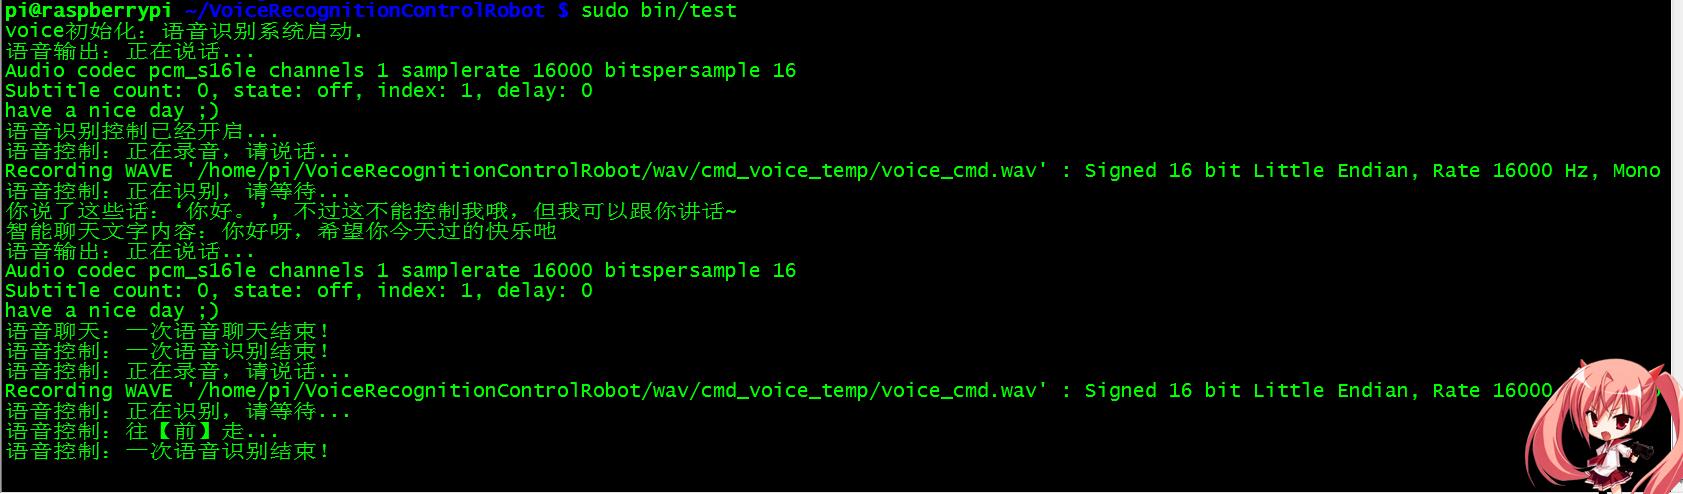 pi@raspberrypi ~/VoiceRecognitionControlRobot $ sudo bin/test
voice初始化：语音识别系统启动.
语音输出：正在说话...
Audio codec pcm_s16le channels 1 samplerate 16000 bitspersample 16
Subtitle count: 0, state: off, index: 1, delay: 0
have a nice day ;)
语音识别控制已经开启...
语音控制：正在录音，请说话...
Recording WAVE '/home/pi/VoiceRecognitionControlRobot/wav/cmd_voice_temp/voice_cmd.wav' : Signed 16 bit Little Endian, Rate 16000 Hz, Mono
语音控制：正在识别，请等待...
你说了这些话：‘你好。’，不过这不能控制我哦，但我可以跟你讲话~
智能聊天文字内容：你好呀，希望你今天过的快乐吔
语音输出：正在说话...
Audio codec pcm_s16le channels 1 samplerate 16000 bitspersample 16
Subtitle count: 0, state: off, index: 1, delay: 0
have a nice day ;)
语音聊天：一次语音聊天结束！
语音控制：一次语音识别结束！
语音控制：正在录音，请说话...
Recording WAVE '/home/pi/VoiceRecognitionControlRobot/wav/cmd_voice_temp/voice_cmd.wav' : Signed 16 bit Little Endian, Rate 16000
语音控制：正在识别，请等待...
语音控制：往【前】走...
语音控制：一次语音识别结束！